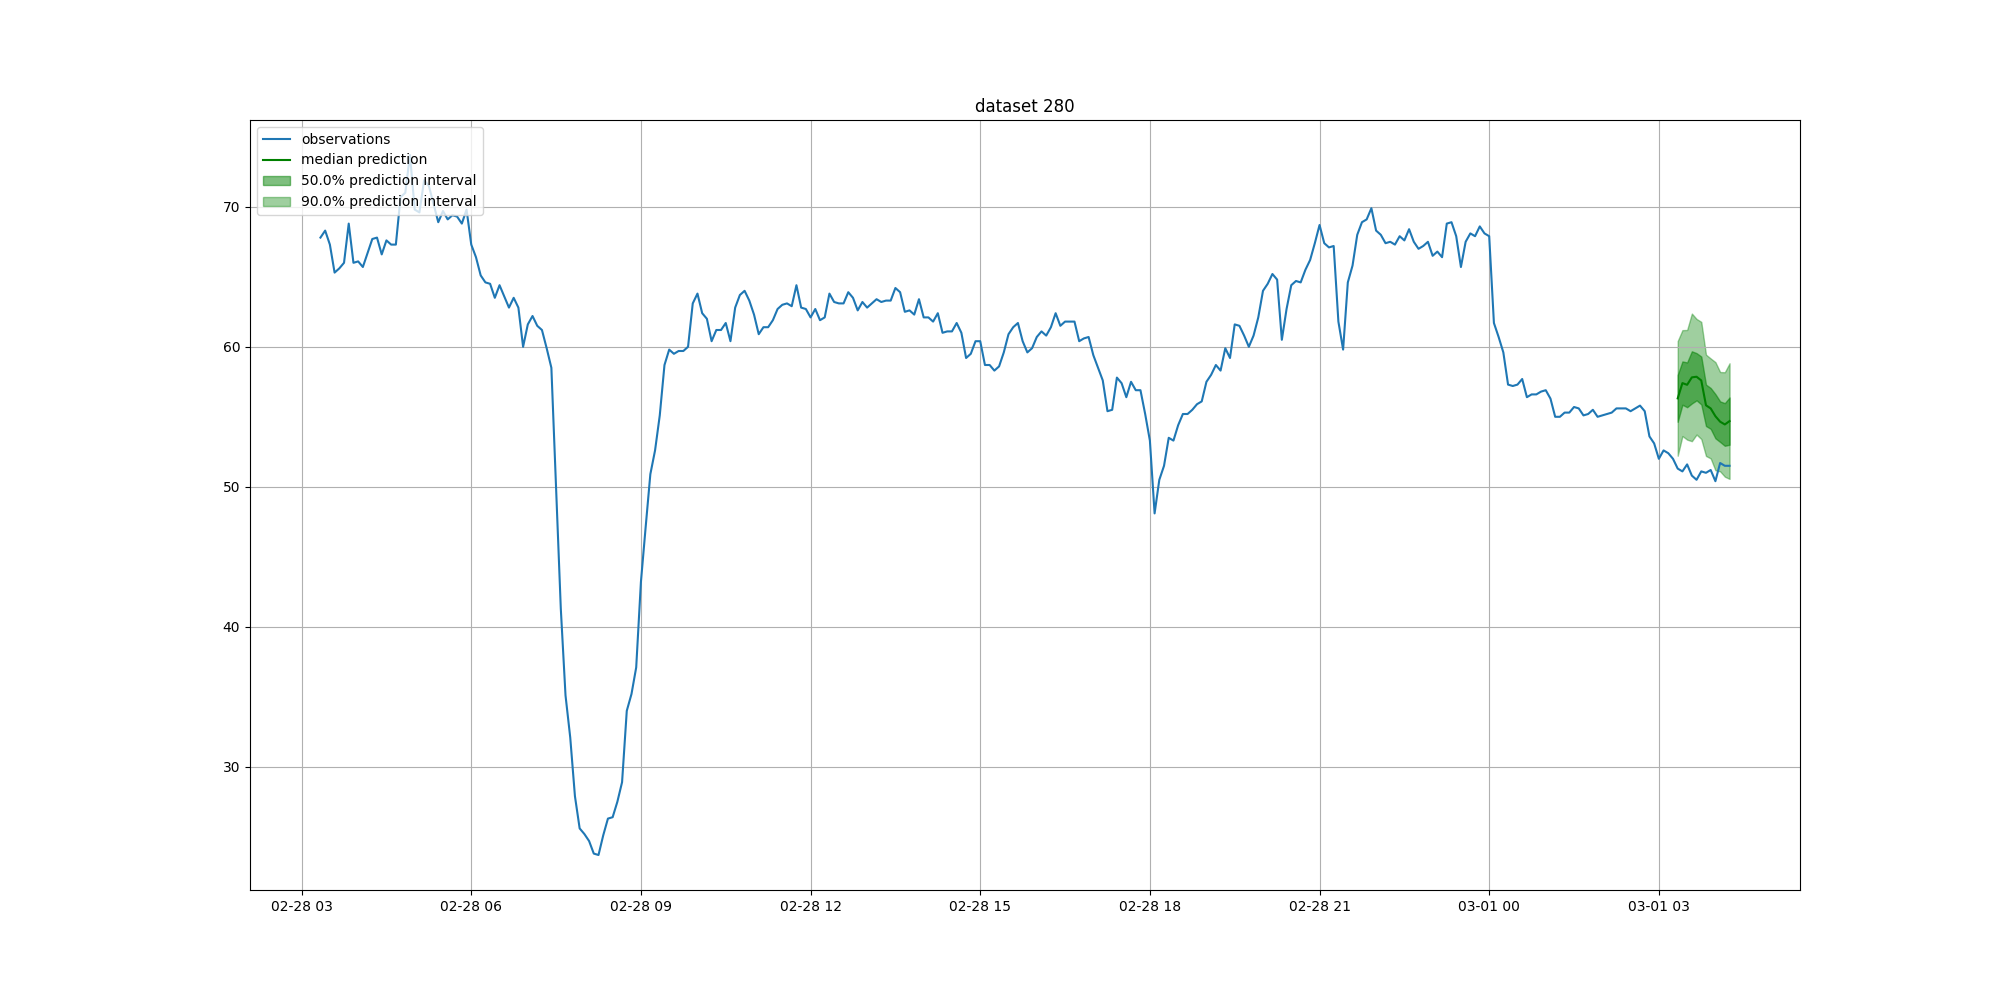 dataset 280
observations
median prediction
50.0% prediction interval
90.0% prediction interval
70
60
50
40
30
02-28 03
02-28 06
02-28 09
02-28 12
02-28 15
02-28 18
02-28 21
03-01 00
03-01 03